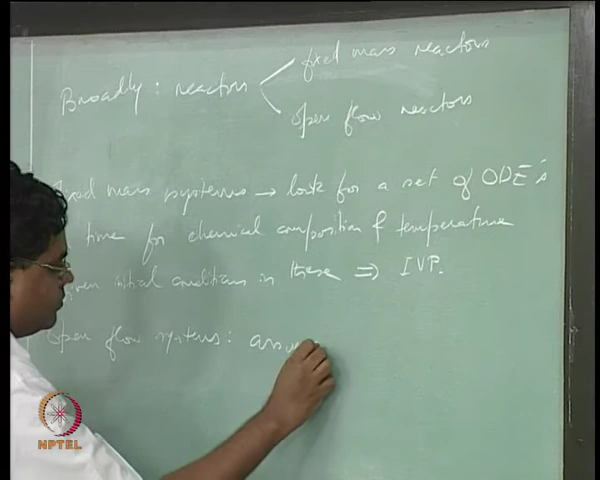 fixed mass reactors
Broadly : reactors
open flow reactors
mass systems → look for a set of ODE's
time for chemical composition & temperature
given initial conditions in these ⇒ IVP.
Open flow systems : assu
NPTEL